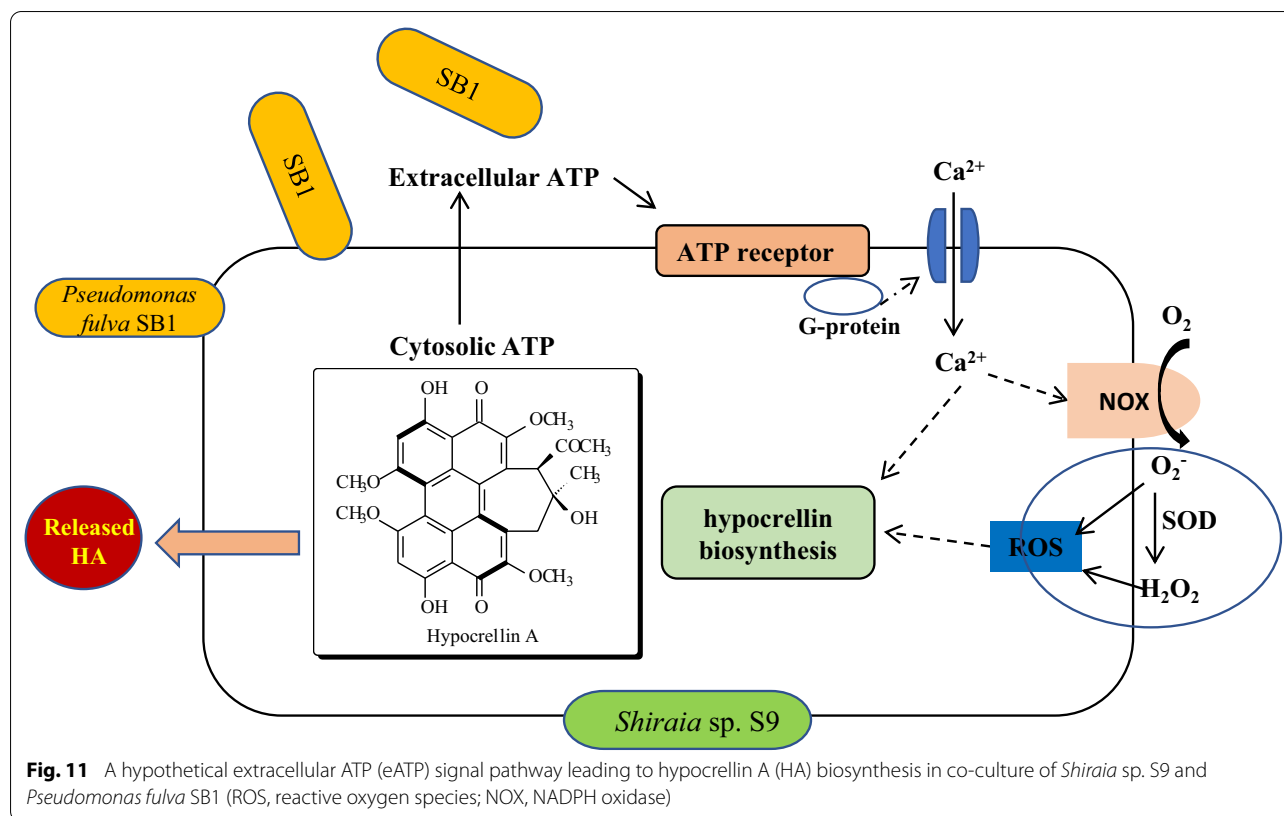 SB1
SB1
Extracellular ATP
Ca²⁺
ATP receptor
Pseudomonas
fulva SB1
G-protein
O₂
Cytosolic ATP
Ca²⁺
NOX
OH
O
OCH₃
COCH₃
CH₃O
CH₃
O₂⁻
CH₃O
OH
SOD
Released
HA
hypocrellin
biosynthesis
ROS
OCH₃
H₂O₂
OH
O
Hypocrellin A
Shiraia sp. S9
Fig. 11 A hypothetical extracellular ATP (eATP) signal pathway leading to hypocrellin A (HA) biosynthesis in co-culture of Shiraia sp. S9 and
Pseudomonas fulva SB1 (ROS, reactive oxygen species; NOX, NADPH oxidase)